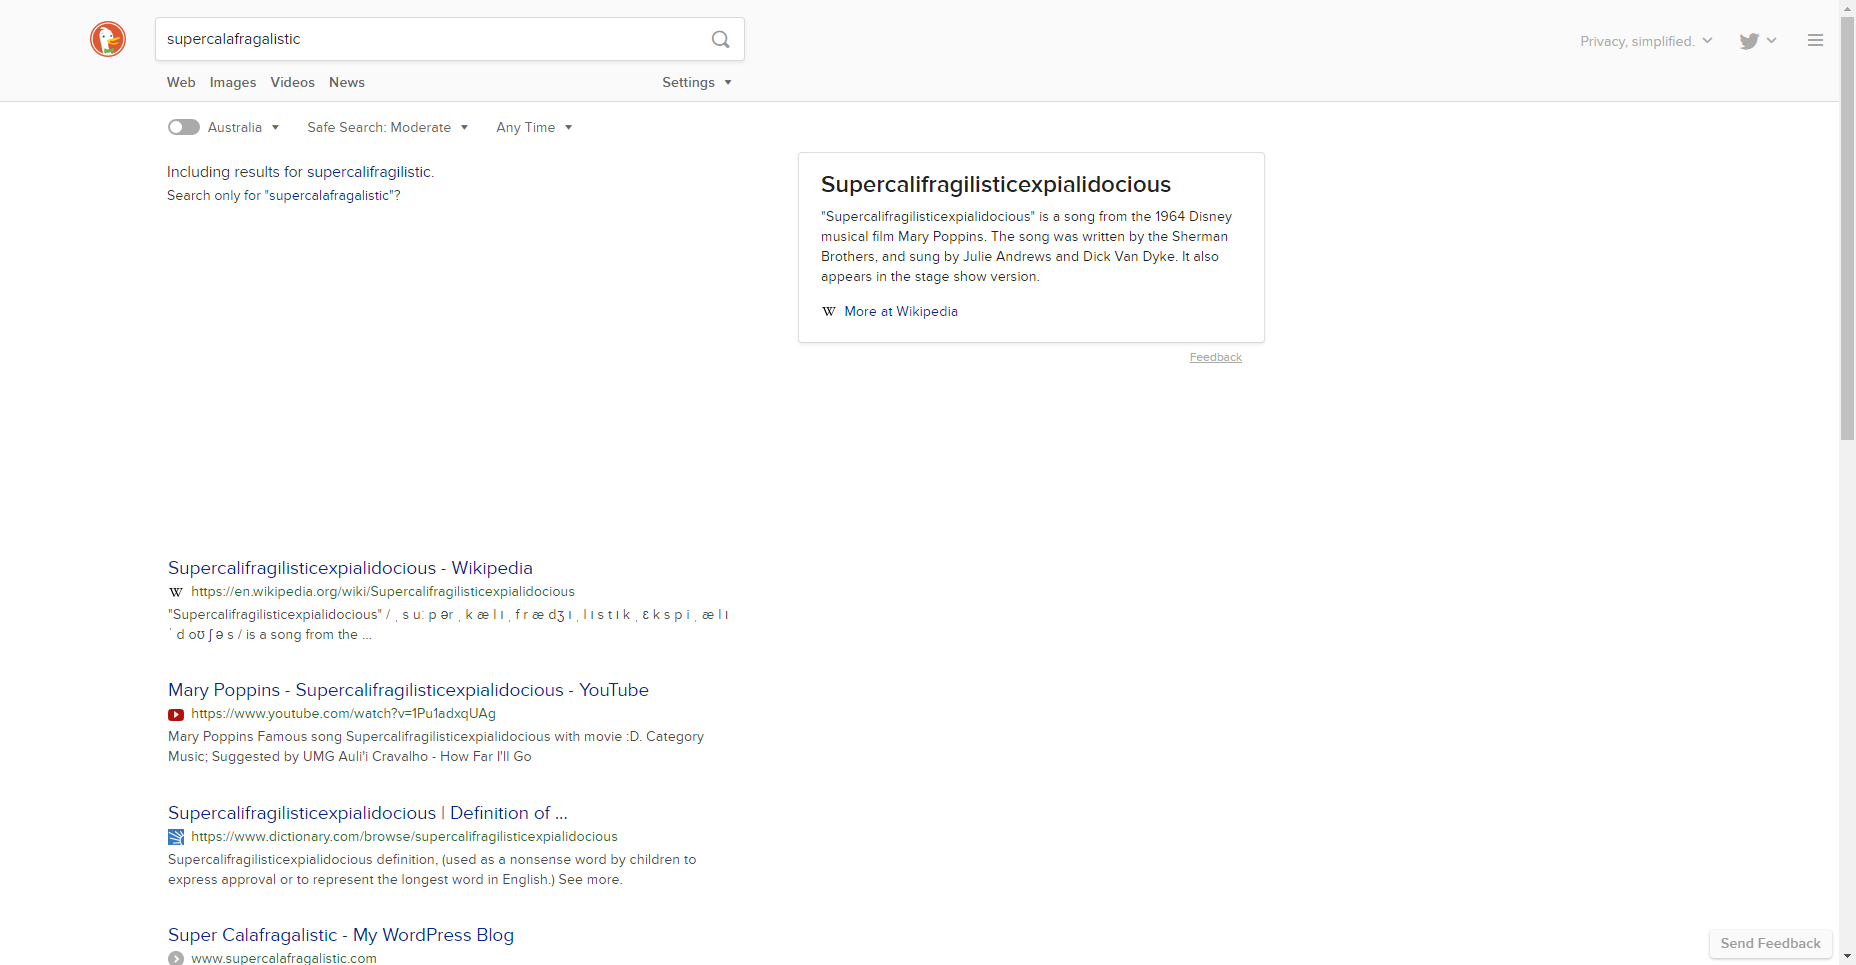 supercalafragalistic
Privacy, simplified.
Web Images Videos News Settings
Australia Safe Search: Moderate Any Time
Including results for supercalifragilistic.
Search only for "supercalafragalistic"?
Supercalifragilisticexpialidocious
"Supercalifragilisticexpialidocious" is a song from the 1964 Disney
musical film Mary Poppins. The song was written by the Sherman
Brothers, and sung by Julie Andrews and Dick Van Dyke. It also
appears in the stage show version.
W More at Wikipedia
Feedback
Supercalifragilisticexpialidocious - Wikipedia
W https://en.wikipedia.org/wiki/Supercalifragilisticexpialidocious
"Supercalifragilisticexpialidocious" / ˌ s uː p ər ˌ k æ l ɪ ˌ f r æ dʒ ɪ ˌ l ɪ s t ɪ k ˌ ɛ k s p i ˌ æ l ɪ
ˈ d oʊ ʃ ə s / is a song from the ...
Mary Poppins - Supercalifragilisticexpialidocious - YouTube
https://www.youtube.com/watch?v=1Pu1adxqUAg
Mary Poppins Famous song Supercalifragilisticexpialidocious with movie :D. Category
Music; Suggested by UMG Auli'i Cravalho - How Far I'll Go
Supercalifragilisticexpialidocious | Definition of ...
https://www.dictionary.com/browse/supercalifragilisticexpialidocious
Supercalifragilisticexpialidocious definition, (used as a nonsense word by children to
express approval or to represent the longest word in English.) See more.
Super Calafragalistic - My WordPress Blog
www.supercalafragalistic.com
Send Feedback